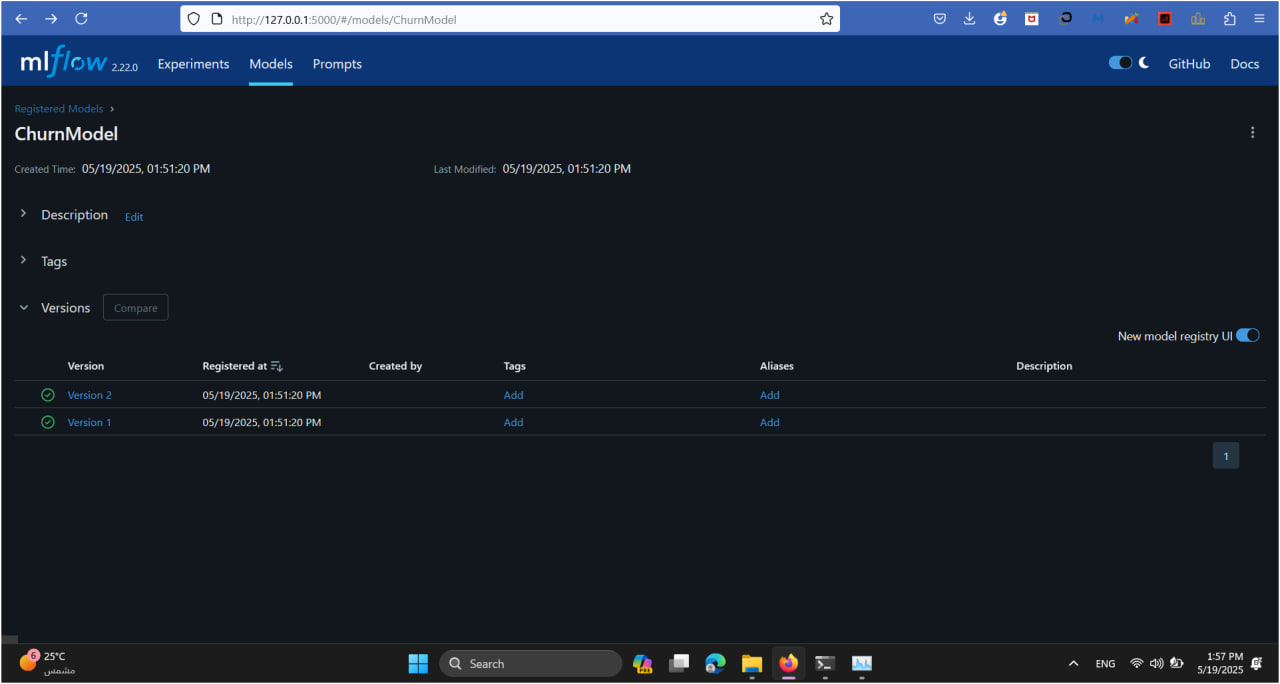 http://127.0.0.1:5000/#/models/ChurnModel
mlflow 2.22.0 Experiments Models Prompts GitHub Docs
Registered Models
ChurnModel
Created Time: 05/19/2025, 01:51:20 PM Last Modified: 05/19/2025, 01:51:20 PM
Description Edit
Tags
Versions Compare
New model registry UI
Version Registered at Created by Tags Aliases Description
Version 2 05/19/2025, 01:51:20 PM Add Add
Version 1 05/19/2025, 01:51:20 PM Add Add
1
6 25°C Search ENG 1:57 PM
مشمس 5/19/2025